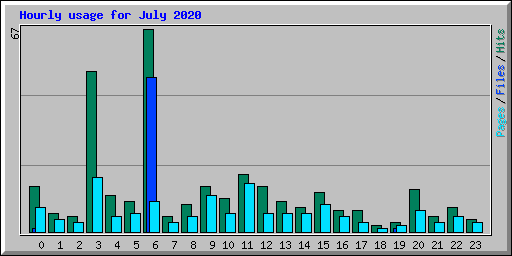 Hourly usage for July 2020
67
Pages / Files / Hits
0 1 2 3 4 5 6 7 8 9 10 11 12 13 14 15 16 17 18 19 20 21 22 23